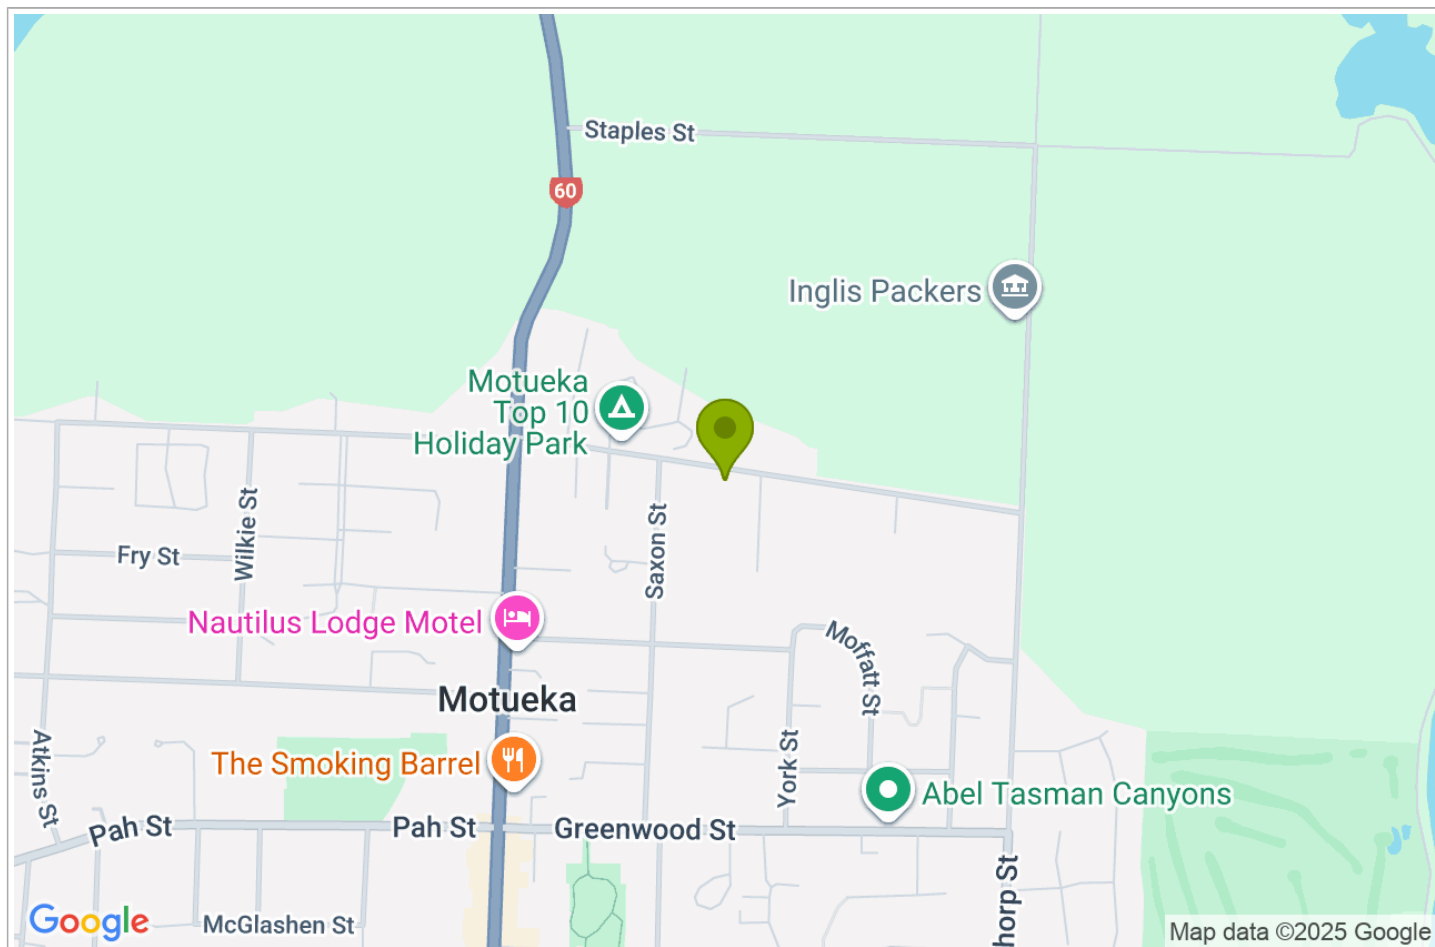 Staples St
60
Inglis Packers
Motueka
Top 10
Holiday Park
Wilkie St
Saxon St
Fry St
Nautilus Lodge Motel
Moffatt St
Motueka
Atkins St
The Smoking Barrel
York St
Abel Tasman Canyons
Pah St
Pah St
Greenwood St
horp St
McGlashen St
Google
Map data ©2025 Google